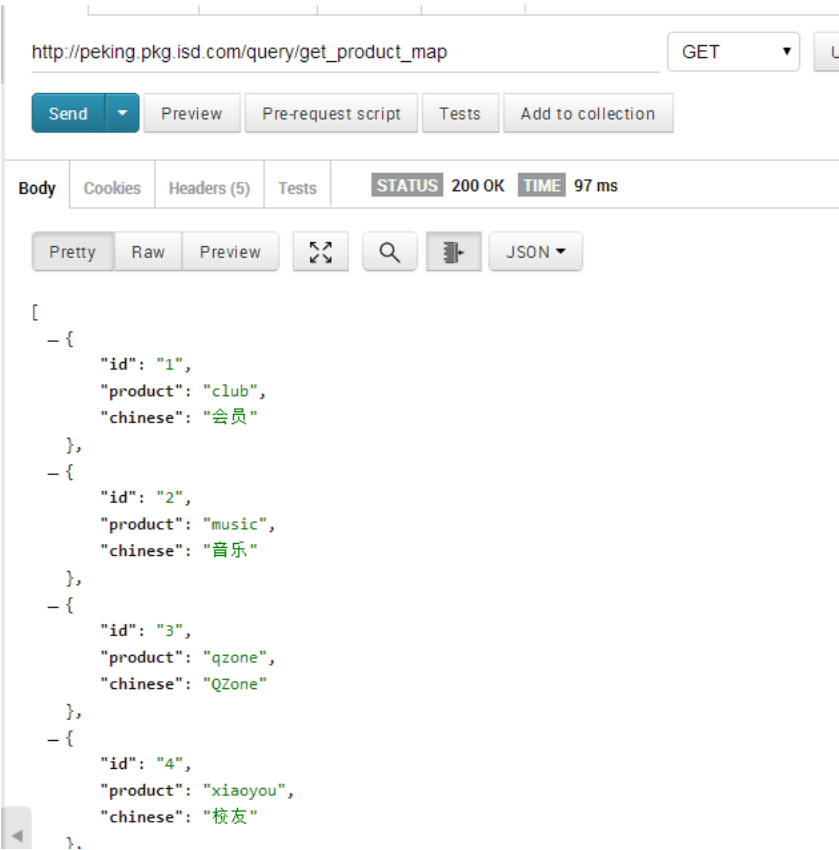 http://peking.pkg.isd.com/query/get_product_map GET
Send Preview Pre-request script Tests Add to collection
Body Cookies Headers (5) Tests STATUS 200 OK TIME 97 ms
Pretty Raw Preview JSON
[
{
"id": "1",
"product": "club",
"chinese": "会员"
},
{
"id": "2",
"product": "music",
"chinese": "音乐"
},
{
"id": "3",
"product": "qzone",
"chinese": "QZone"
},
{
"id": "4",
"product": "xiaoyou",
"chinese": "校友"
},